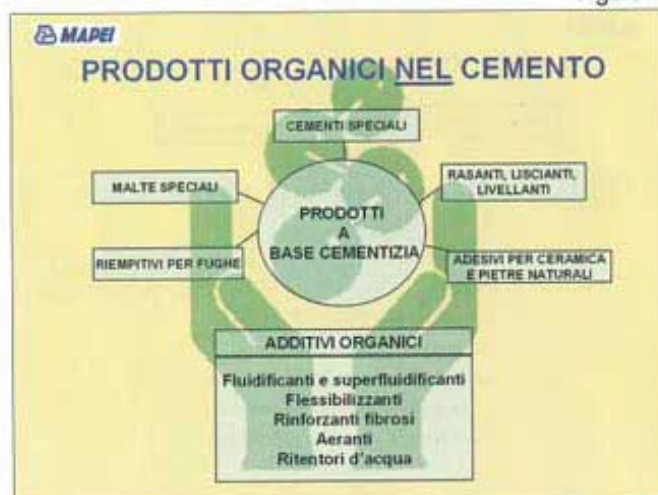 MAPEI
PRODOTTI ORGANICI NEL CEMENTO
CEMENTI SPECIALI
MALTE SPECIALI
RASANTI, LISCIANTI,
LIVELLANTI
PRODOTTI
A
BASE CEMENTIZIA
RIEMPITIVI PER FUGHE
ADESIVI PER CERAMICA
E PIETRE NATURALI
ADDITIVI ORGANICI
Fluidificanti e superfluidificanti
Flessibilizzanti
Rinforzanti fibrosi
Aeranti
Ritentori d'acqua